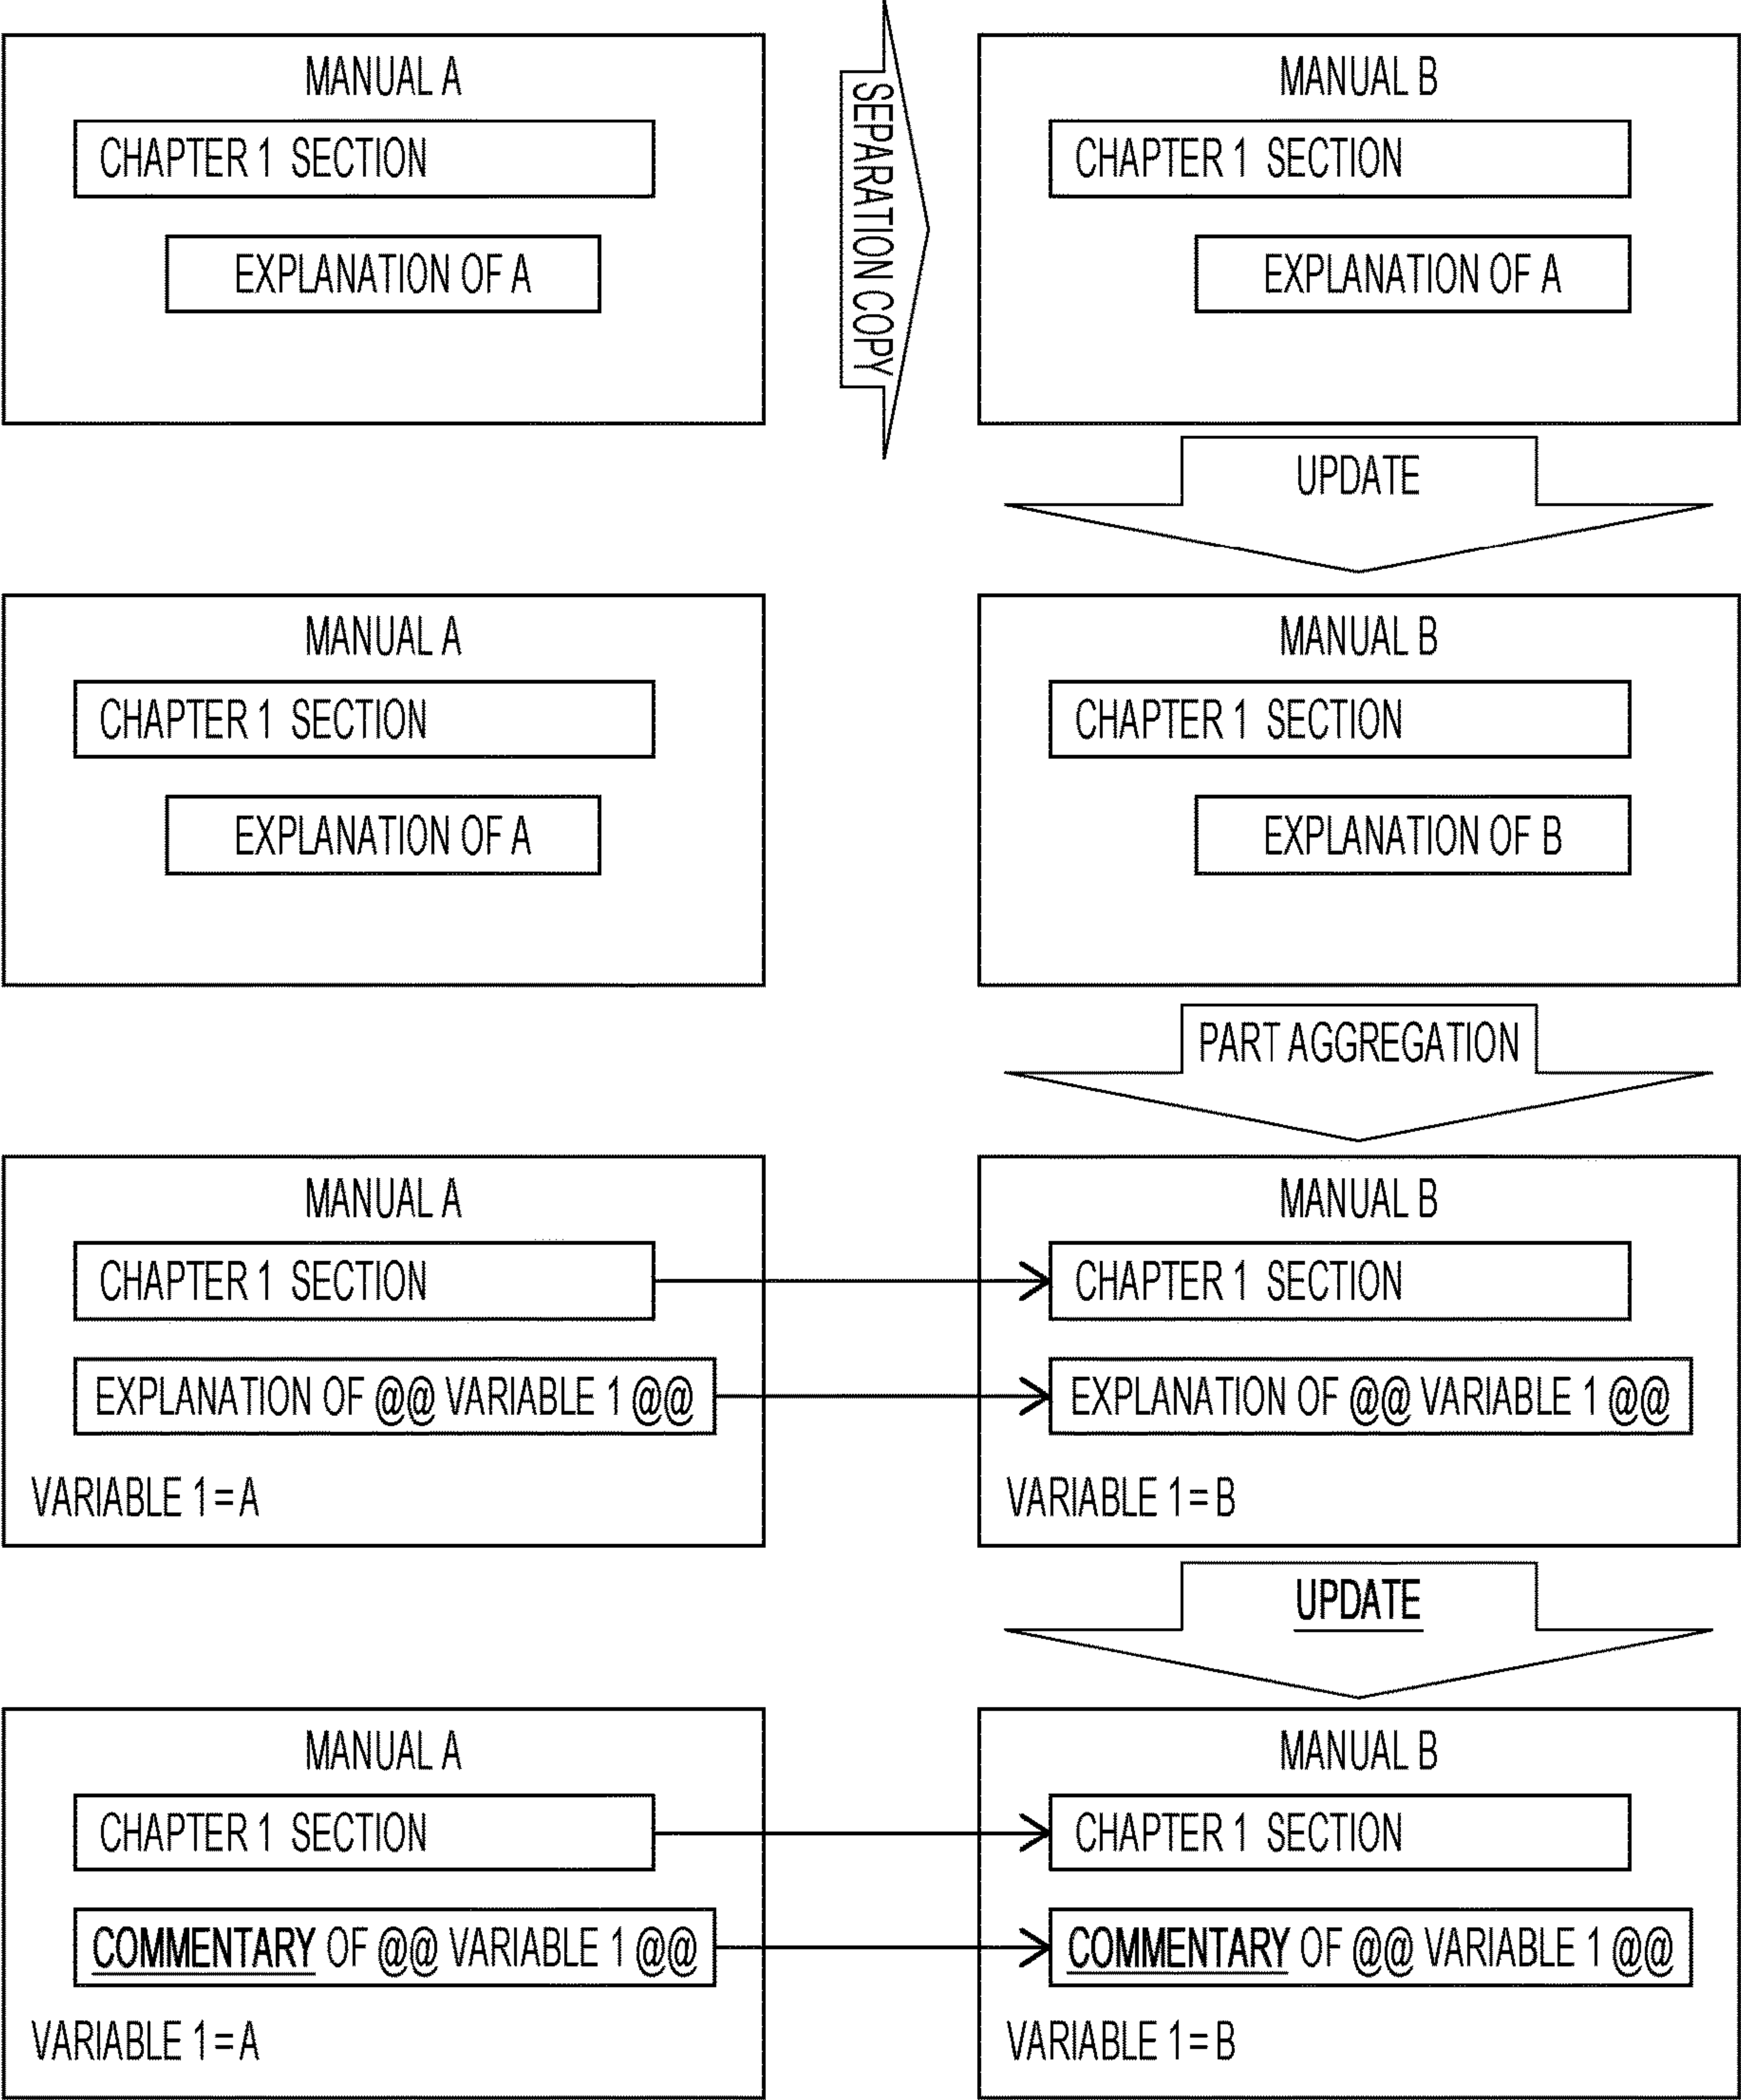 MANUAL A
CHAPTER 1 SECTION
EXPLANATION OF A
SEPARATION COPY
MANUAL B
CHAPTER 1 SECTION
EXPLANATION OF A
UPDATE
MANUAL A
CHAPTER 1 SECTION
EXPLANATION OF A
MANUAL B
CHAPTER 1 SECTION
EXPLANATION OF B
PART AGGREGATION
MANUAL A
CHAPTER 1 SECTION
EXPLANATION OF @@ VARIABLE 1 @@
VARIABLE 1 = A
MANUAL B
CHAPTER 1 SECTION
EXPLANATION OF @@ VARIABLE 1 @@
VARIABLE 1 = B
UPDATE
MANUAL A
CHAPTER 1 SECTION
COMMENTARY OF @@ VARIABLE 1 @@
VARIABLE 1 = A
MANUAL B
CHAPTER 1 SECTION
COMMENTARY OF @@ VARIABLE 1 @@
VARIABLE 1 = B